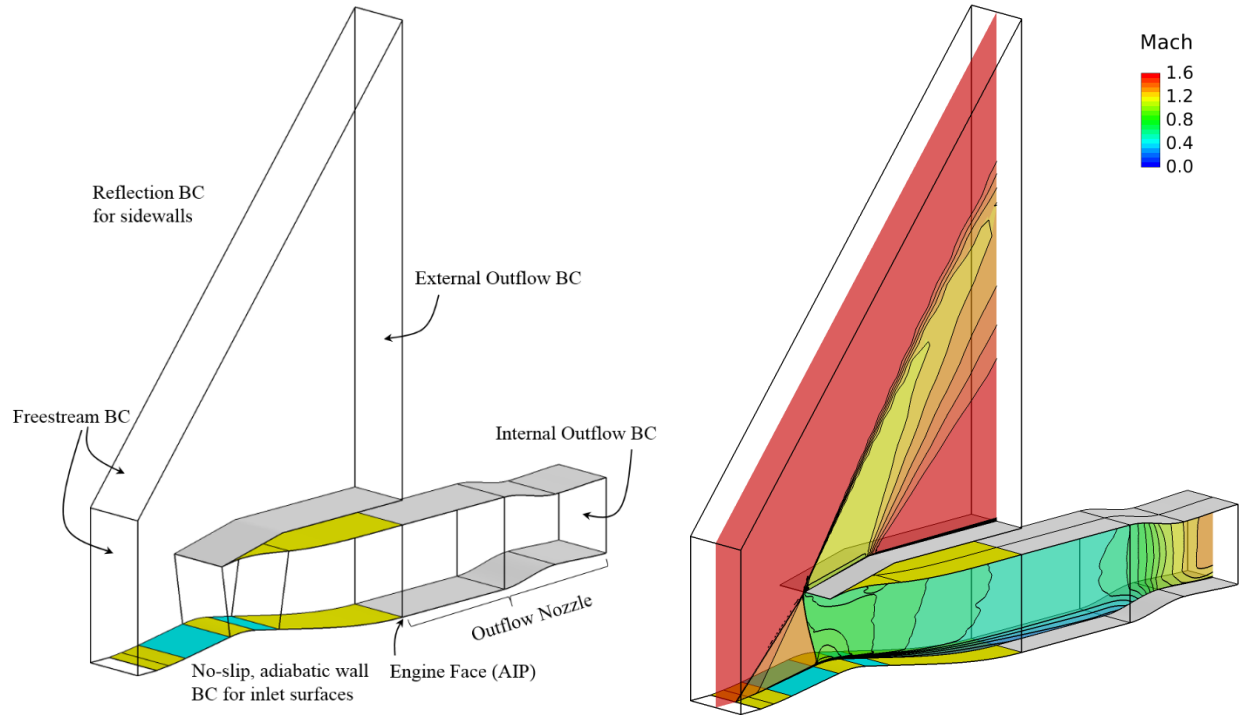 Reflection BC
for sidewalls
External Outflow BC
Freestream BC
Internal Outflow BC
Outflow Nozzle
No-slip, adiabatic wall
BC for inlet surfaces
Engine Face (AIP)
Mach
1.6
1.2
0.8
0.4
0.0